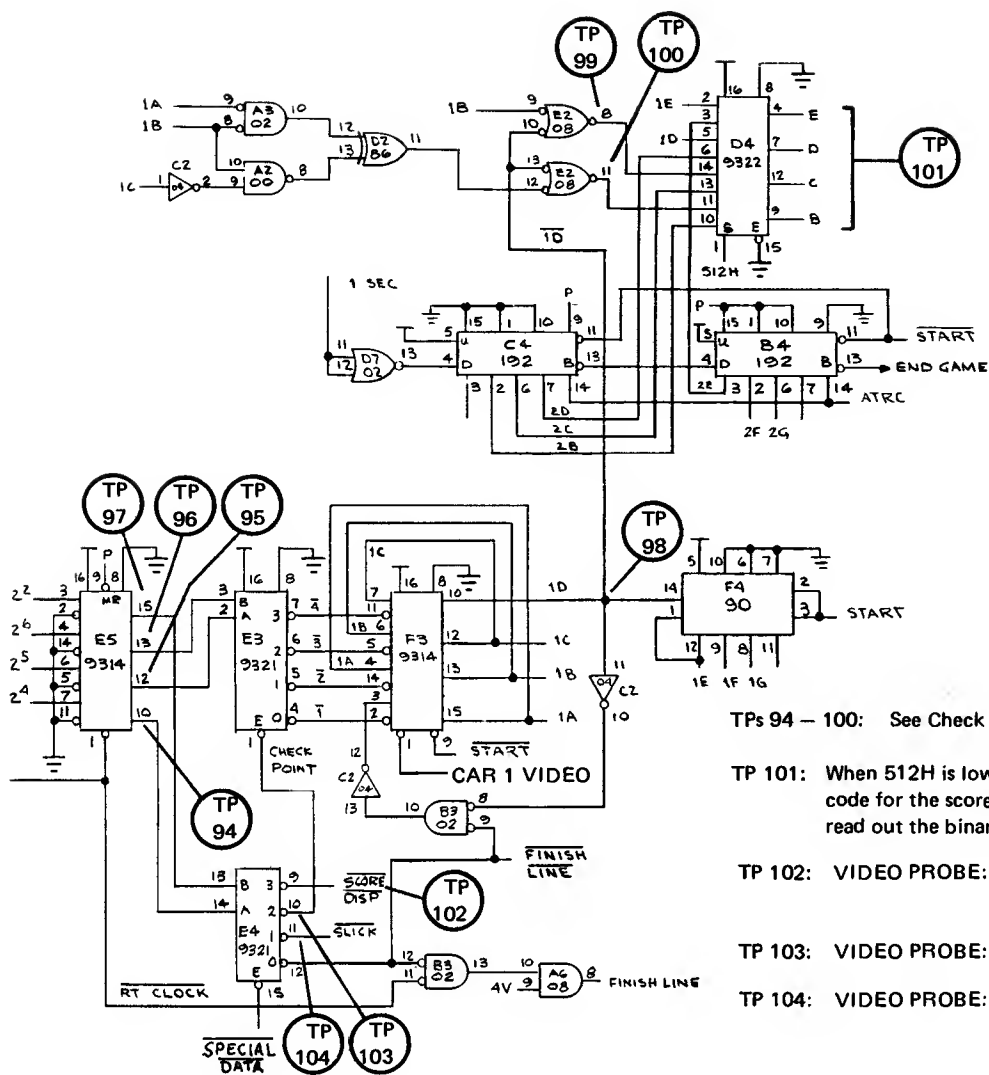 TP 99
TP 100
1A 9 A3 02 10
1B 8
12 D2 86 11
13
C2
1C 1 04 2 9 A2 00 8
10
1B 9 E2 08 8
10
13 E2 08 11
12
16 8
1E 2 4 E
3
1D 5 D4 7 D
6 9322
14 12 C
13
11 9 B
10 S E
1 15
512H
TP 101
1D
1 SEC
11 D7 02 13
12
5 15 1 10 P 9 11
U C4 192
4 D B 13
3 2 6 7 14
2D
2C
2B
P
5 15 1 10 9 11 START
U B4 192
4 D B 13 END GAME
2E 3 2 6 7 14 ATRC
2F 2G
TP 97
TP 96
TP 95
TP 98
16 P 9 8
MR
2² 3 15
2
2⁶ 4 E5 13
14 9314
2⁵ 6 12
5
2⁴ 7 10
11
1
16 8
3 B 3 7 4
2 A E3 2 6 3
9321 1 5 2
E 0 4 1
1
CHECK POINT
1C 7 16 8 10 1D
11
1B 6 F3 12 1C
5 9314
1A 4 13 1B
14
3 15 1A
2
1 9
START
CAR 1 VIDEO
12
C2 04
13
10 B3 02 8
9
11
04 C2
10
5 10 6 7
14 F4 2
1 90 3 START
12 9 8 11
1E 1F 1G
TPs 94 – 100: See Check
TP 101: When 512H is low
code for the score
read out the binar
TP 94
FINISH LINE
13 B 3 9 SCORE DISP
TP 102
14 A 2 10
E4 1 11 SLICK
9321 0 12
E 15
12 B3 02 13 10 A6 08 8 FINISH LINE
11 4V 9
RT CLOCK
SPECIAL DATA
TP 104
TP 103
TP 102: VIDEO PROBE:
TP 103: VIDEO PROBE:
TP 104: VIDEO PROBE: